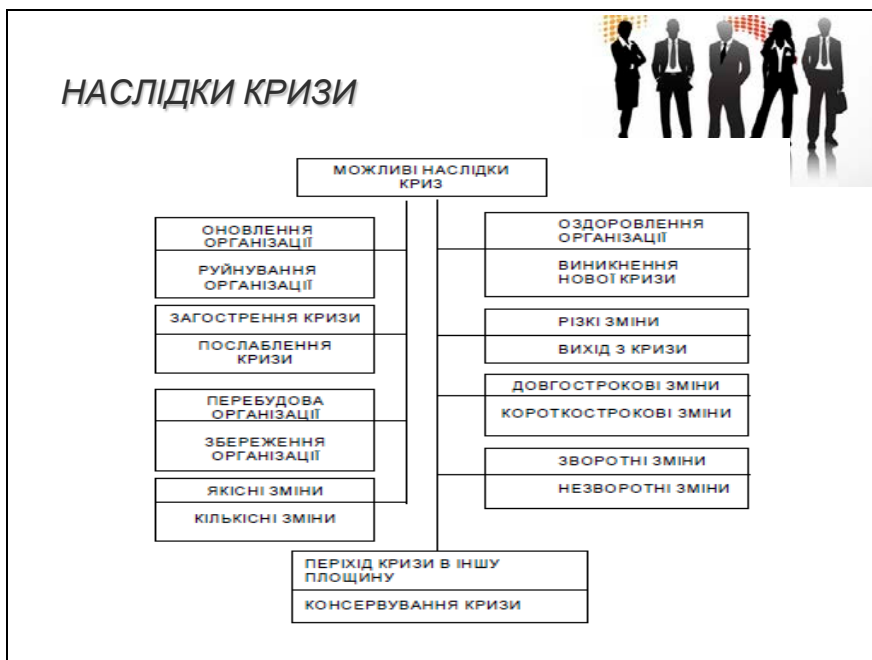 НАСЛІДКИ КРИЗИ
МОЖЛИВІ НАСЛІДКИ
КРИЗ
ОНОВЛЕННЯ
ОРГАНІЗАЦІЇ
РУЙНУВАННЯ
ОРГАНІЗАЦІЇ
ЗАГОСТРЕННЯ КРИЗИ
ПОСЛАБЛЕННЯ
КРИЗИ
ПЕРЕБУДОВА
ОРГАНІЗАЦІЇ
ЗБЕРЕЖЕННЯ
ОРГАНІЗАЦІЇ
ЯКІСНІ ЗМІНИ
КІЛЬКІСНІ ЗМІНИ
ОЗДОРОВЛЕННЯ
ОРГАНІЗАЦІЇ
ВИНИКНЕННЯ
НОВОЇ КРИЗИ
РІЗКІ ЗМІНИ
ВИХІД З КРИЗИ
ДОВГОСТРОКОВІ ЗМІНИ
КОРОТКОСТРОКОВІ ЗМІНИ
ЗВОРОТНІ ЗМІНИ
НЕЗВОРОТНІ ЗМІНИ
ПЕРІХІД КРИЗИ В ІНШУ
ПЛОЩИНУ
КОНСЕРВУВАННЯ КРИЗИ